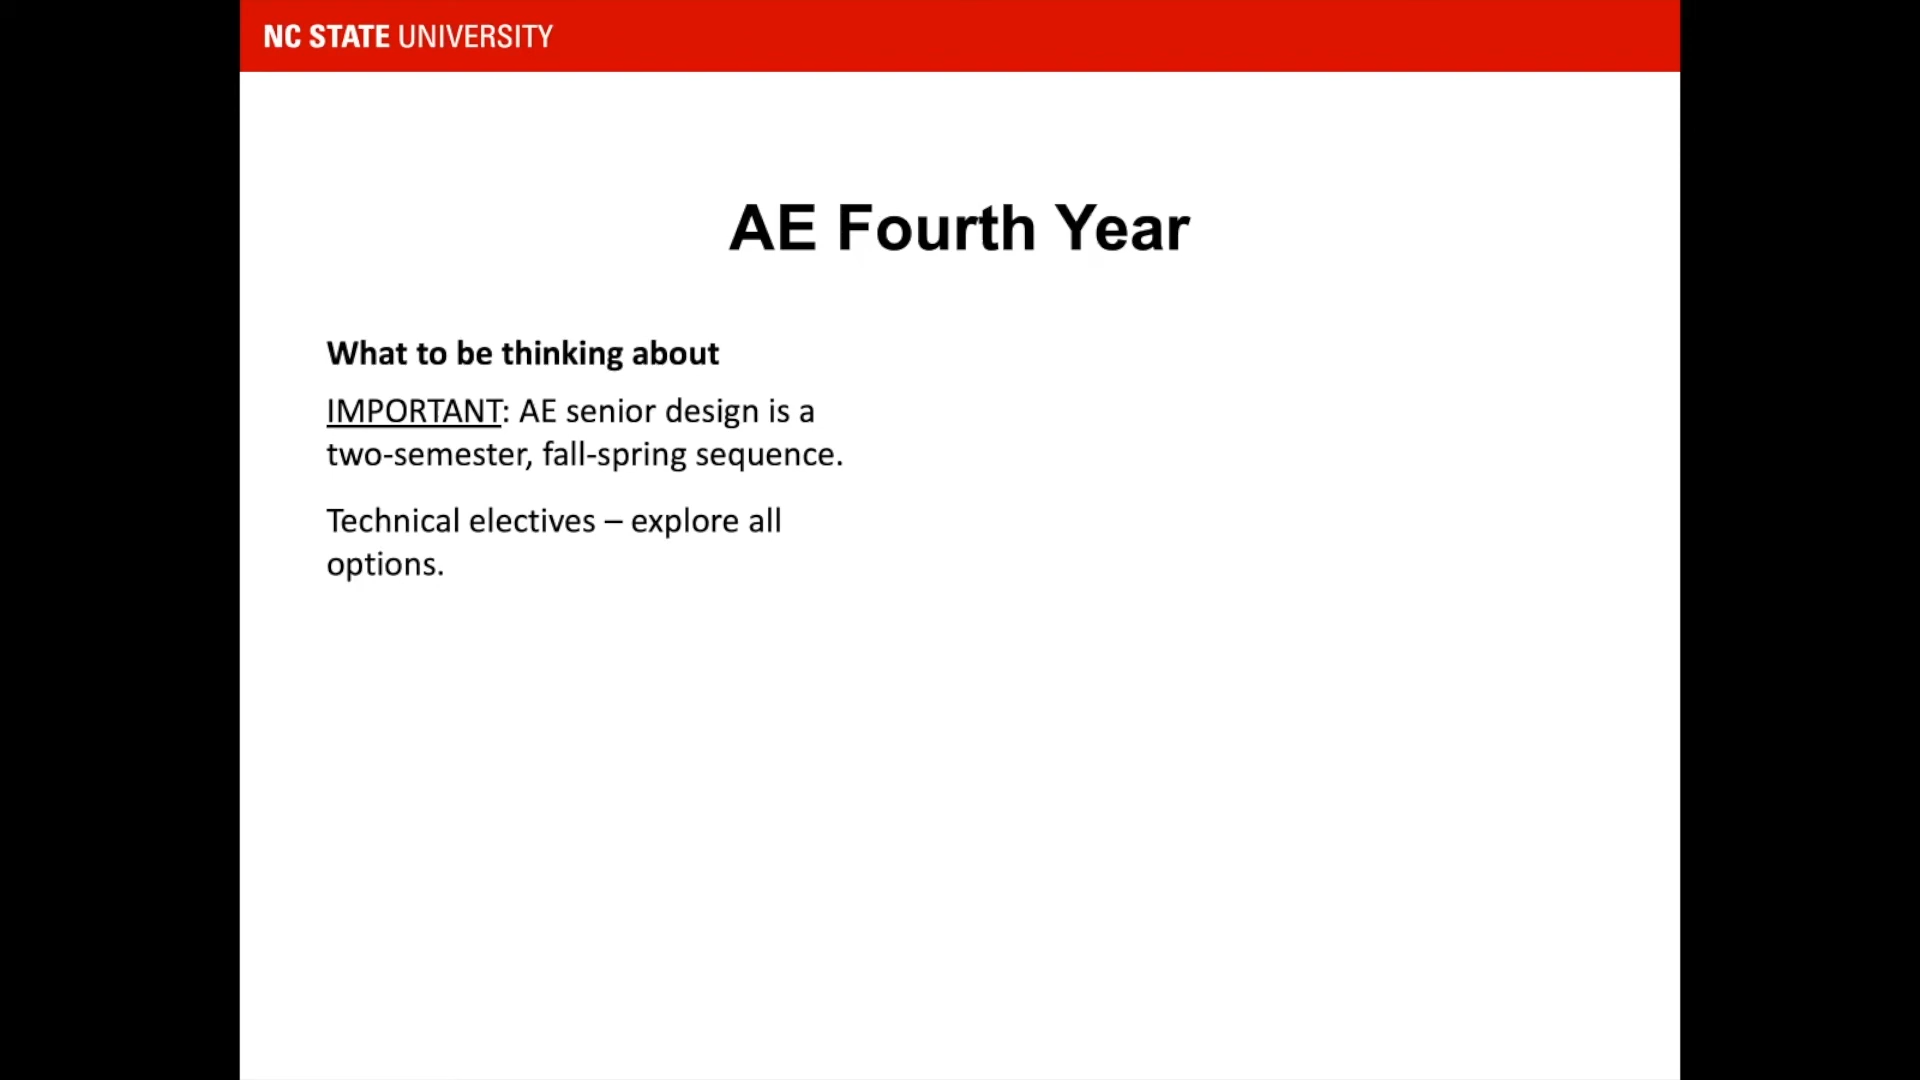 NC STATE UNIVERSITY
AE Fourth Year
What to be thinking about
IMPORTANT: AE senior design is a
two-semester, fall-spring sequence.
Technical electives – explore all
options.